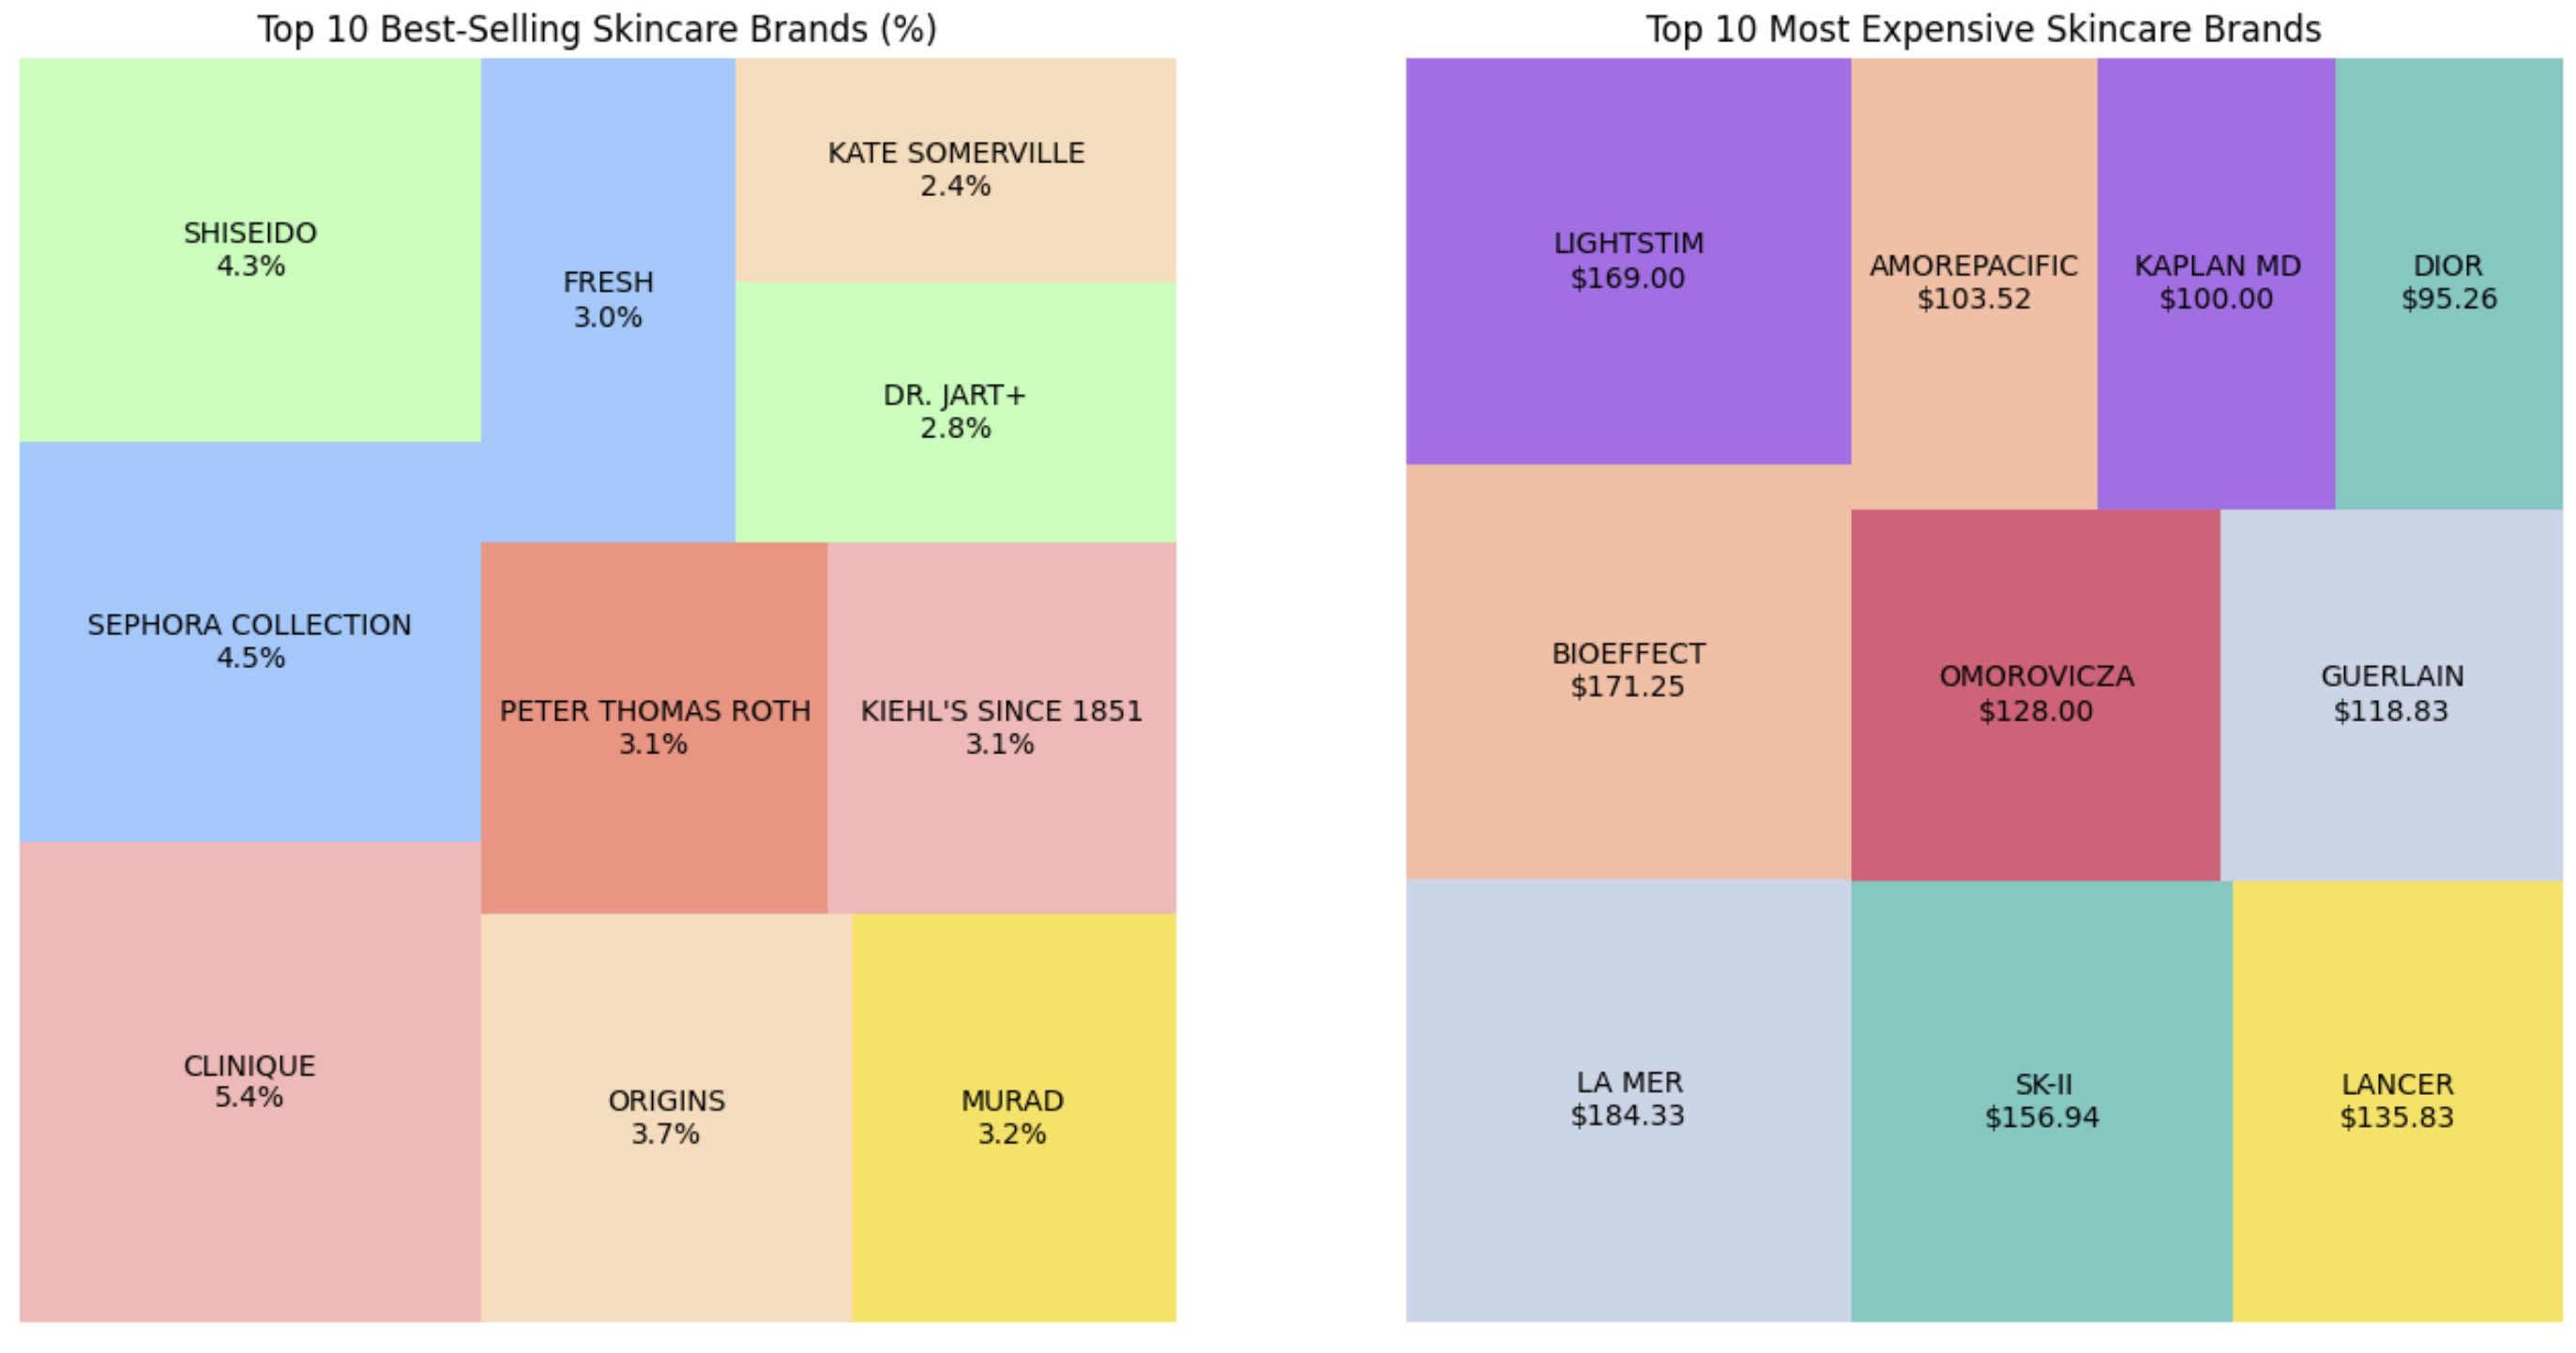 Top 10 Best-Selling Skincare Brands (%)
SHISEIDO
4.3%
FRESH
3.0%
KATE SOMERVILLE
2.4%
DR. JART+
2.8%
SEPHORA COLLECTION
4.5%
PETER THOMAS ROTH
3.1%
KIEHL'S SINCE 1851
3.1%
CLINIQUE
5.4%
ORIGINS
3.7%
MURAD
3.2%
Top 10 Most Expensive Skincare Brands
LIGHTSTIM
$169.00
AMOREPACIFIC
$103.52
KAPLAN MD
$100.00
DIOR
$95.26
BIOEFFECT
$171.25
OMOROVICZA
$128.00
GUERLAIN
$118.83
LA MER
$184.33
SK-II
$156.94
LANCER
$135.83